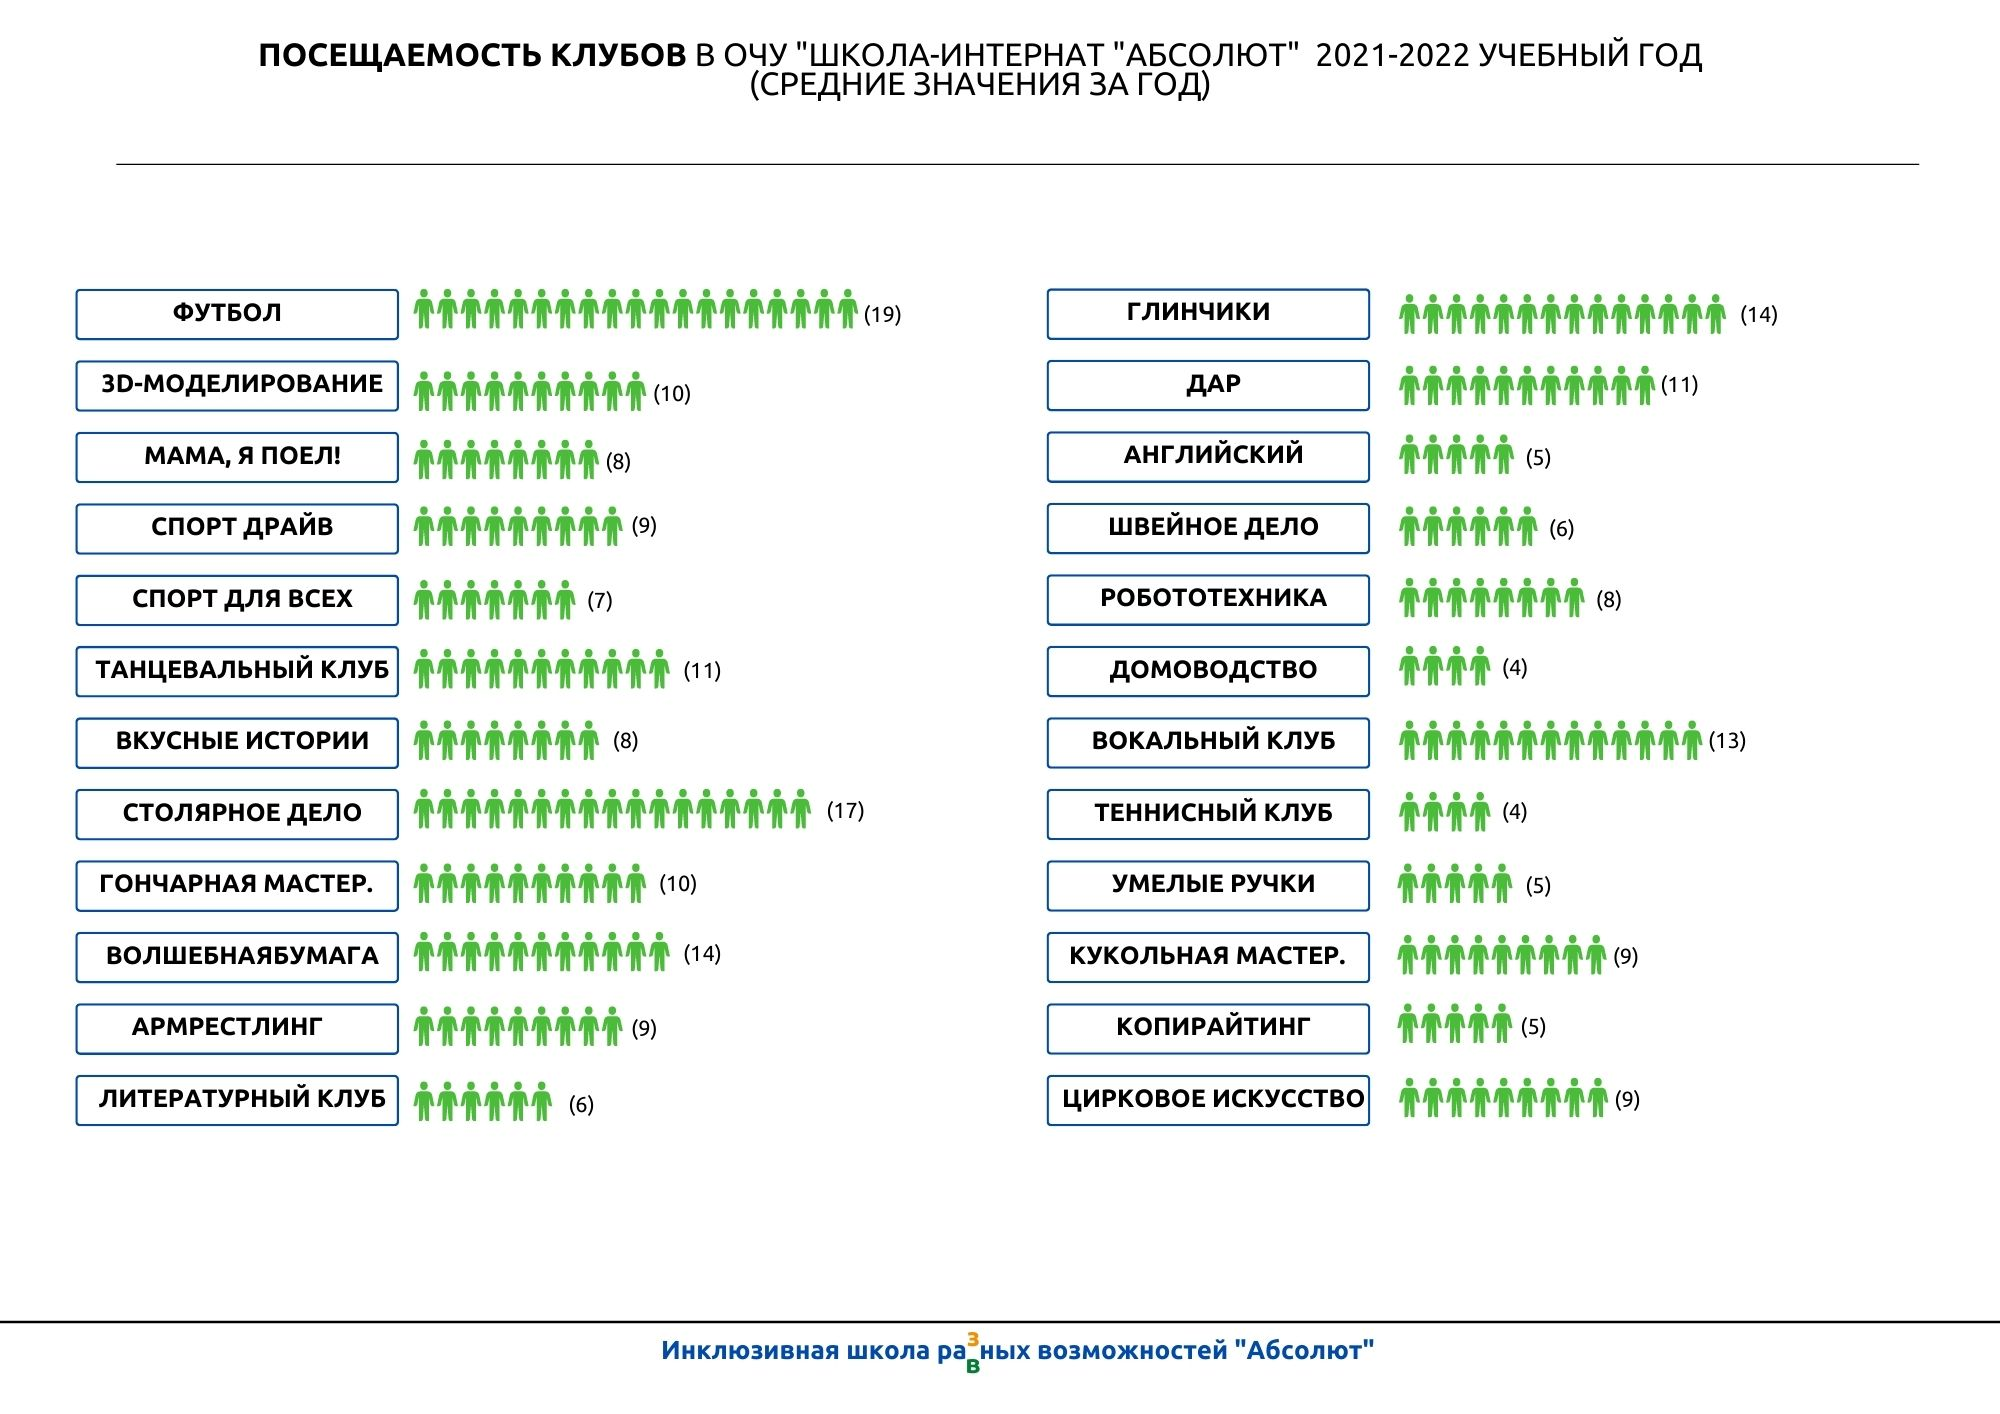 ПОСЕЩАЕМОСТЬ КЛУБОВ В ОЧУ "ШКОЛА-ИНТЕРНАТ "АБСОЛЮТ" 2021-2022 УЧЕБНЫЙ ГОД
(СРЕДНИЕ ЗНАЧЕНИЯ ЗА ГОД)
ФУТБОЛ (19)
3D-МОДЕЛИРОВАНИЕ (10)
МАМА, Я ПОЕЛ! (8)
СПОРТ ДРАЙВ (9)
СПОРТ ДЛЯ ВСЕХ (7)
ТАНЦЕВАЛЬНЫЙ КЛУБ (11)
ВКУСНЫЕ ИСТОРИИ (8)
СТОЛЯРНОЕ ДЕЛО (17)
ГОНЧАРНАЯ МАСТЕР. (10)
ВОЛШЕБНАЯБУМАГА (14)
АРМРЕСТЛИНГ (9)
ЛИТЕРАТУРНЫЙ КЛУБ (6)
ГЛИНЧИКИ (14)
ДАР (11)
АНГЛИЙСКИЙ (5)
ШВЕЙНОЕ ДЕЛО (6)
РОБОТОТЕХНИКА (8)
ДОМОВОДСТВО (4)
ВОКАЛЬНЫЙ КЛУБ (13)
ТЕННИСНЫЙ КЛУБ (4)
УМЕЛЫЕ РУЧКИ (5)
КУКОЛЬНАЯ МАСТЕР. (9)
КОПИРАЙТИНГ (5)
ЦИРКОВОЕ ИСКУССТВО (9)
Инклюзивная школа развных возможностей "Абсолют"